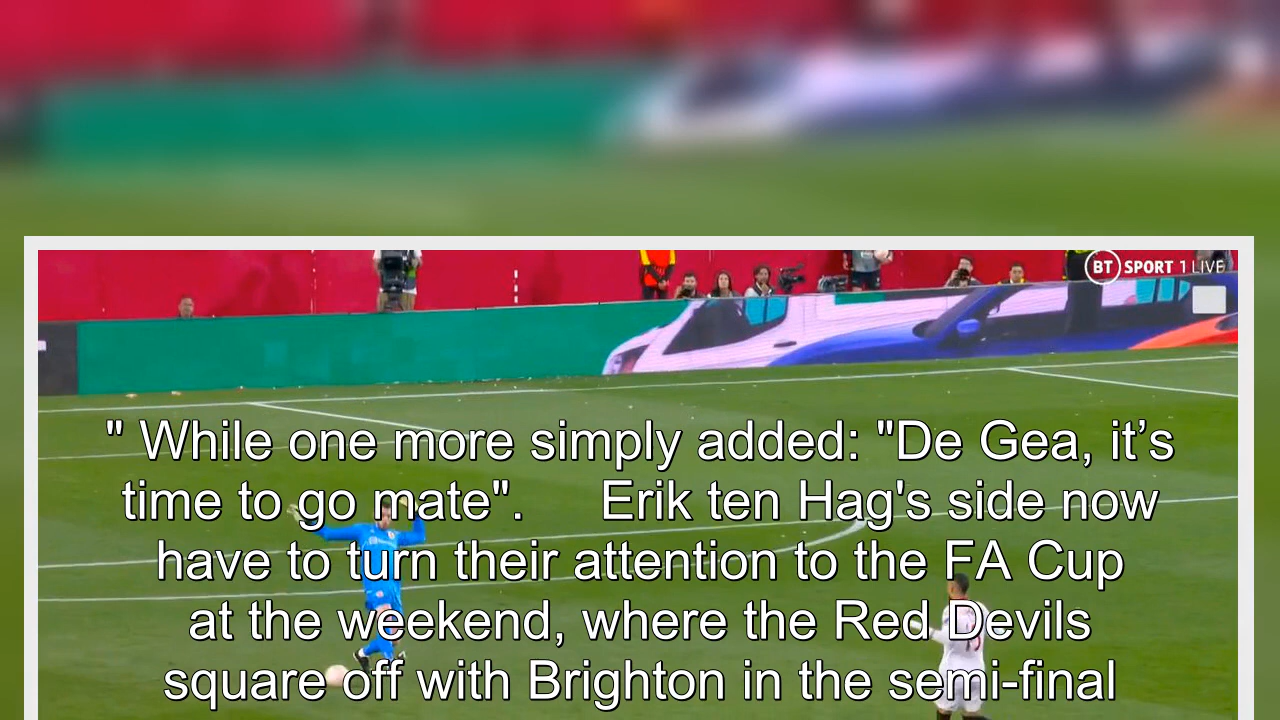 BT SPORT 1 LIVE
" While one more simply added: "De Gea, it’s
time to go mate".     Erik ten Hag's side now
have to turn their attention to the FA Cup
at the weekend, where the Red Devils
square off with Brighton in the semi-final